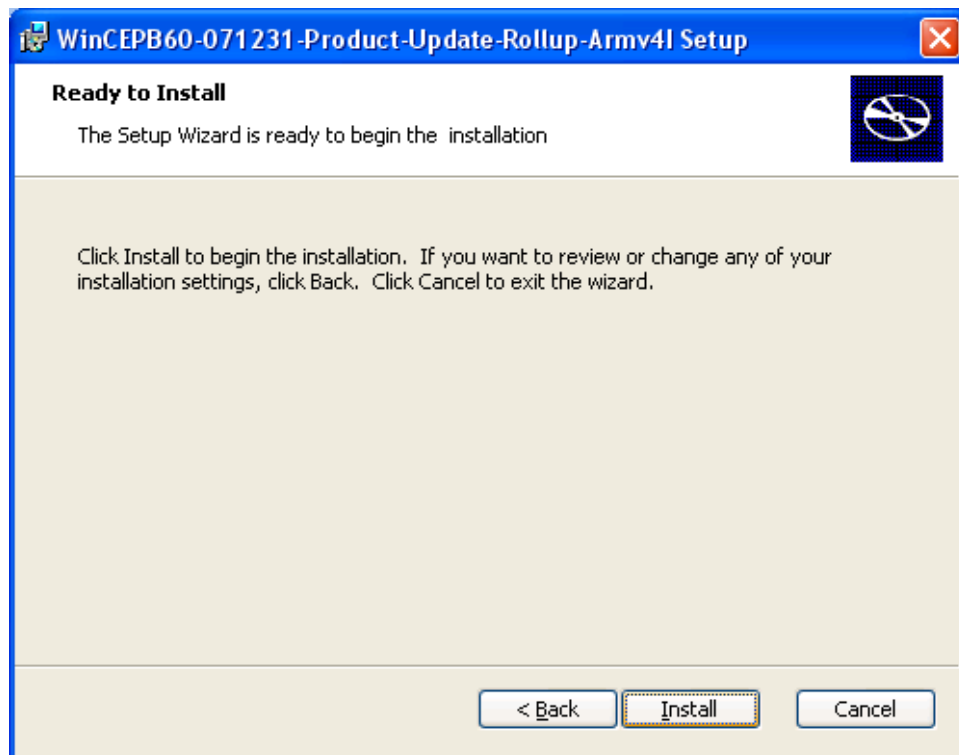 WinCEPB60-071231-Product-Update-Rollup-Armv4I Setup
Ready to Install
The Setup Wizard is ready to begin the  installation
Click Install to begin the installation.  If you want to review or change any of your
installation settings, click Back.  Click Cancel to exit the wizard.
< Back
Install
Cancel